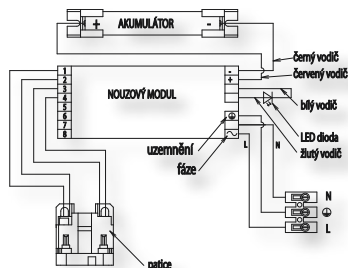 + AKUMULÁTOR -
černý vodič
červený vodič
1
2
3
4
5
6
7
8
NOUZOVÝ MODUL
-
+
bílý vodič
LED dioda
žlutý vodič
uzemnění
fáze
L
N
N
L
patice